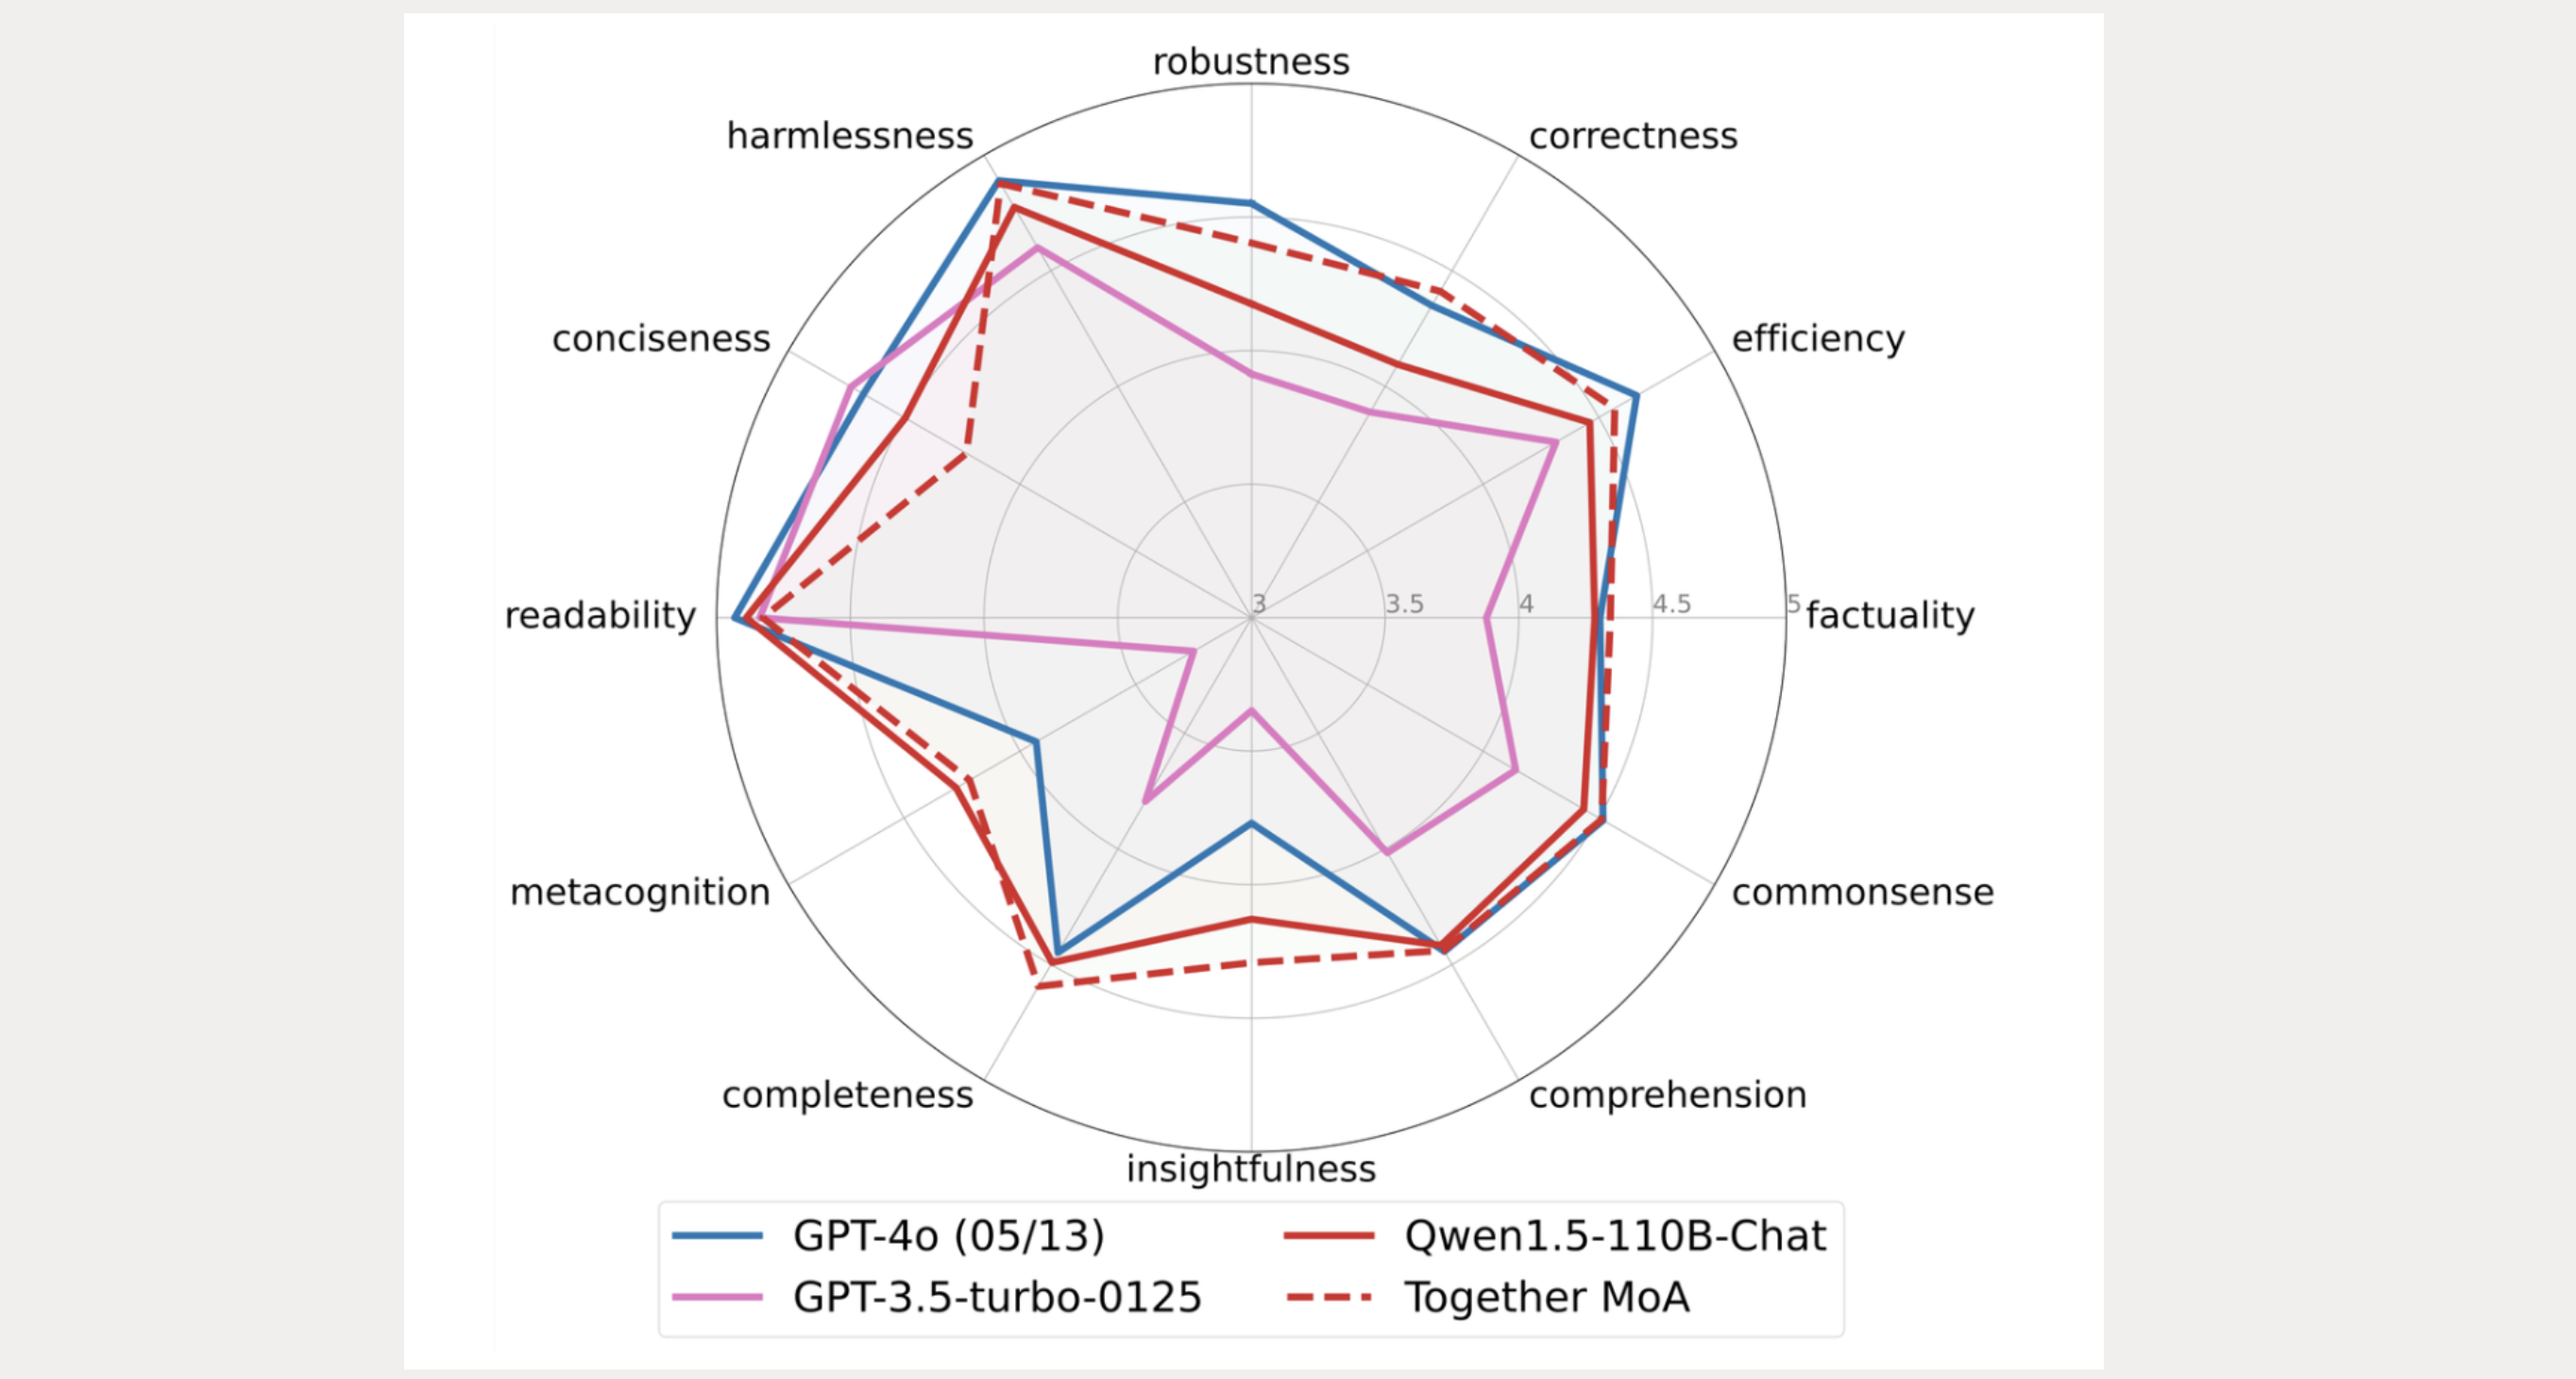 robustness
harmlessness
correctness
conciseness
efficiency
3 3.5 4 4.5 5
readability
factuality
metacognition
commonsense
completeness
comprehension
insightfulness
GPT-4o (05/13)
Qwen1.5-110B-Chat
GPT-3.5-turbo-0125
Together MoA